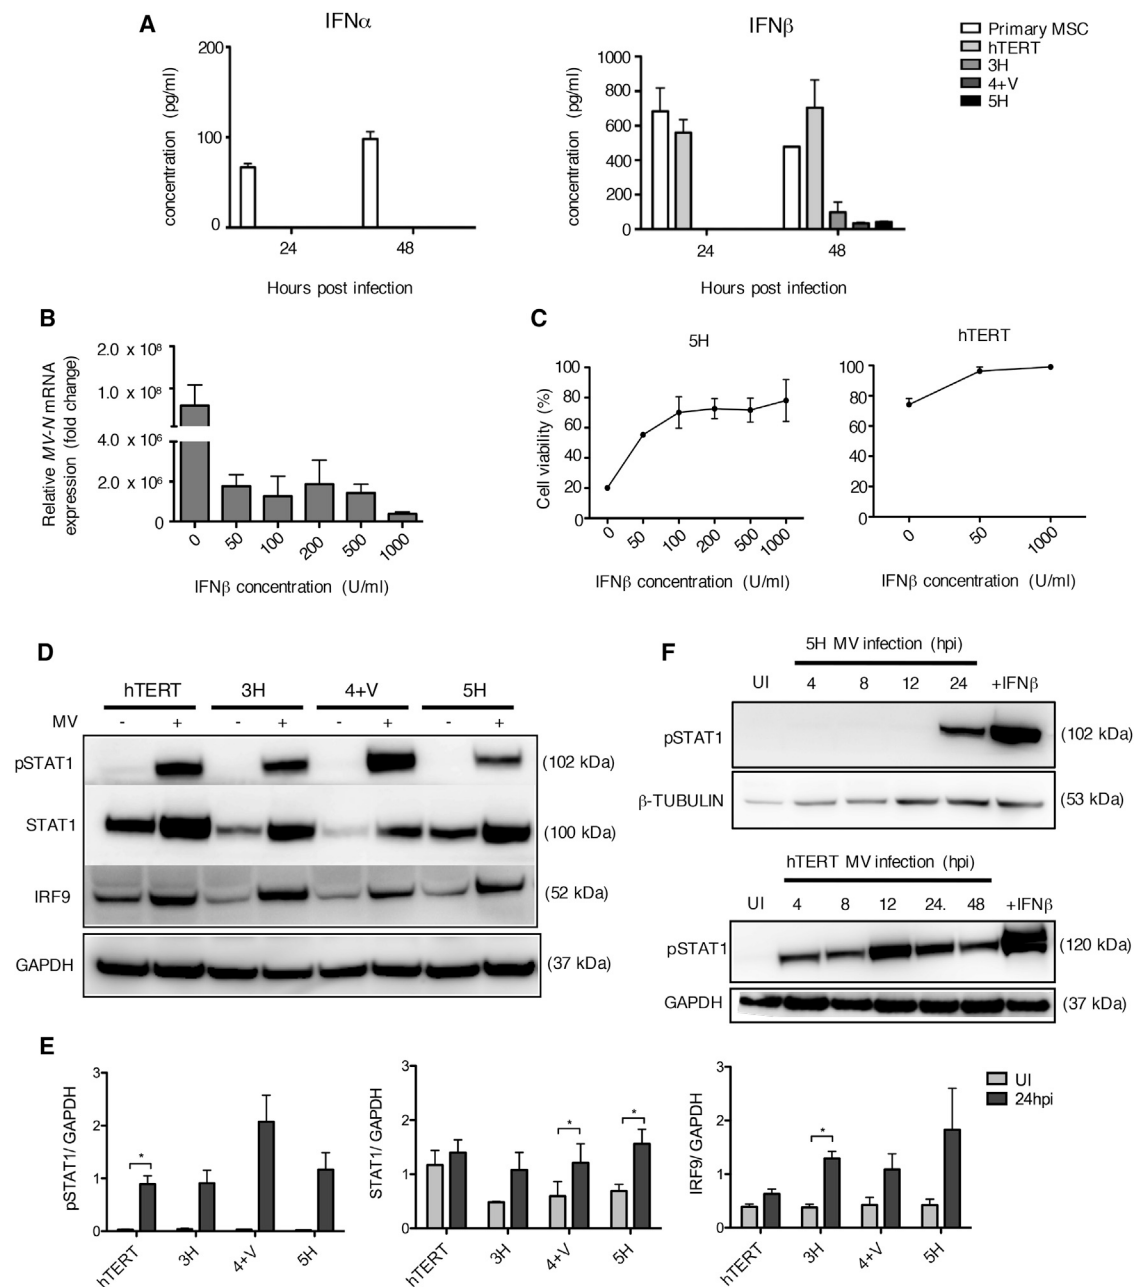 A
IFNα
concentration (pg/ml)
200
100
0
24
48
Hours post infection
IFNβ
concentration (pg/ml)
1000
800
600
400
200
0
24
48
Hours post infection
Primary MSC
hTERT
3H
4+V
5H
B
Relative MV-N mRNA
expression (fold change)
2.0 x 10⁸
1.0 x 10⁸
4.0 x 10⁶
2.0 x 10⁶
0
0 50 100 200 500 1000
IFNβ concentration (U/ml)
C
5H
Cell viability (%)
100
80
60
40
20
0
0 50 100 200 500 1000
IFNβ concentration (U/ml)
hTERT
100
80
60
40
20
0
0 50 1000
IFNβ concentration (U/ml)
D
hTERT 3H 4+V 5H
MV - + - + - + - +
pSTAT1 (102 kDa)
STAT1 (100 kDa)
IRF9 (52 kDa)
GAPDH (37 kDa)
F
5H MV infection (hpi)
UI 4 8 12 24 +IFNβ
pSTAT1 (102 kDa)
β-TUBULIN (53 kDa)
hTERT MV infection (hpi)
UI 4 8 12 24. 48 +IFNβ
pSTAT1 (120 kDa)
GAPDH (37 kDa)
E
pSTAT1/ GAPDH
3
2
1
0
*
hTERT 3H 4+V 5H
STAT1/ GAPDH
3
2
1
0
* *
hTERT 3H 4+V 5H
IRF9/ GAPDH
3
2
1
0
*
hTERT 3H 4+V 5H
UI
24hpi